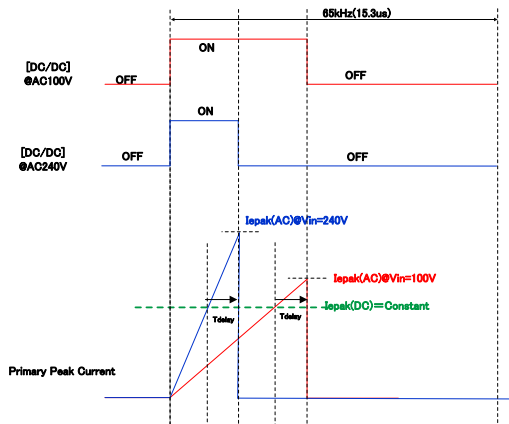 65kHz(15.3us)
ON
[DC/DC]
@AC100V
OFF
OFF
ON
[DC/DC]
@AC240V
OFF
OFF
Iepak(AC)@Vin=240V
Iepak(AC)@Vin=100V
Tdelay
Tdelay
Iepak(DC)=Constant
Primary Peak Current